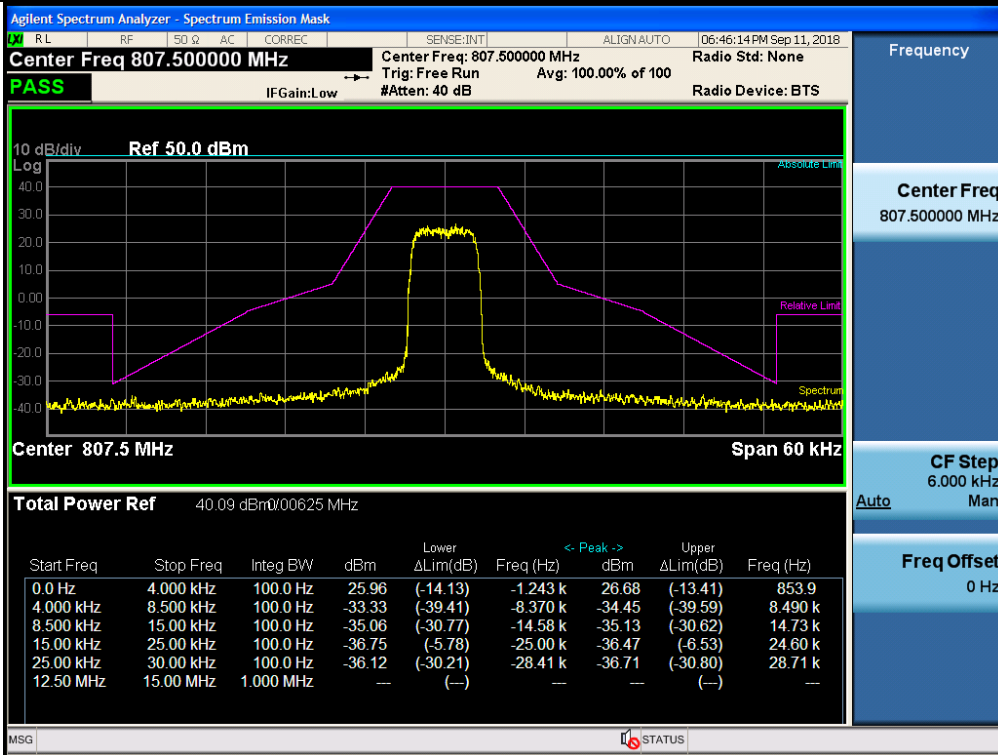 Agilent Spectrum Analyzer - Spectrum Emission Mask
LXI RL RF 50 Ω AC CORREC SENSE:INT ALIGN AUTO 06:46:14 PM Sep 11, 2018
Center Freq 807.500000 MHz
Center Freq: 807.500000 MHz Radio Std: None
Trig: Free Run Avg: 100.00% of 100
PASS
IFGain:Low #Atten: 40 dB Radio Device: BTS
10 dB/div Ref 50.0 dBm
Log
Absolute Limit
40.0
30.0
20.0
10.0
0.00
Relative Limit
-10.0
-20.0
-30.0
Spectrum
-40.0
Center 807.5 MHz Span 60 kHz
Total Power Ref 40.09 dBm/0.00625 MHz
Lower <- Peak -> Upper
Start Freq Stop Freq Integ BW dBm ΔLim(dB) Freq (Hz) dBm ΔLim(dB) Freq (Hz)
0.0 Hz 4.000 kHz 100.0 Hz 25.96 (-14.13) -1.243 k 26.68 (-13.41) 853.9
4.000 kHz 8.500 kHz 100.0 Hz -33.33 (-39.41) -8.370 k -34.45 (-39.59) 8.490 k
8.500 kHz 15.00 kHz 100.0 Hz -35.06 (-30.77) -14.58 k -35.13 (-30.62) 14.73 k
15.00 kHz 25.00 kHz 100.0 Hz -36.75 (-5.78) -25.00 k -36.47 (-6.53) 24.60 k
25.00 kHz 30.00 kHz 100.0 Hz -36.12 (-30.21) -28.41 k -36.71 (-30.80) 28.71 k
12.50 MHz 15.00 MHz 1.000 MHz --- (---) --- --- (---) ---
MSG STATUS
Frequency
Center Freq
807.500000 MHz
CF Step
6.000 kHz
Auto Man
Freq Offset
0 Hz